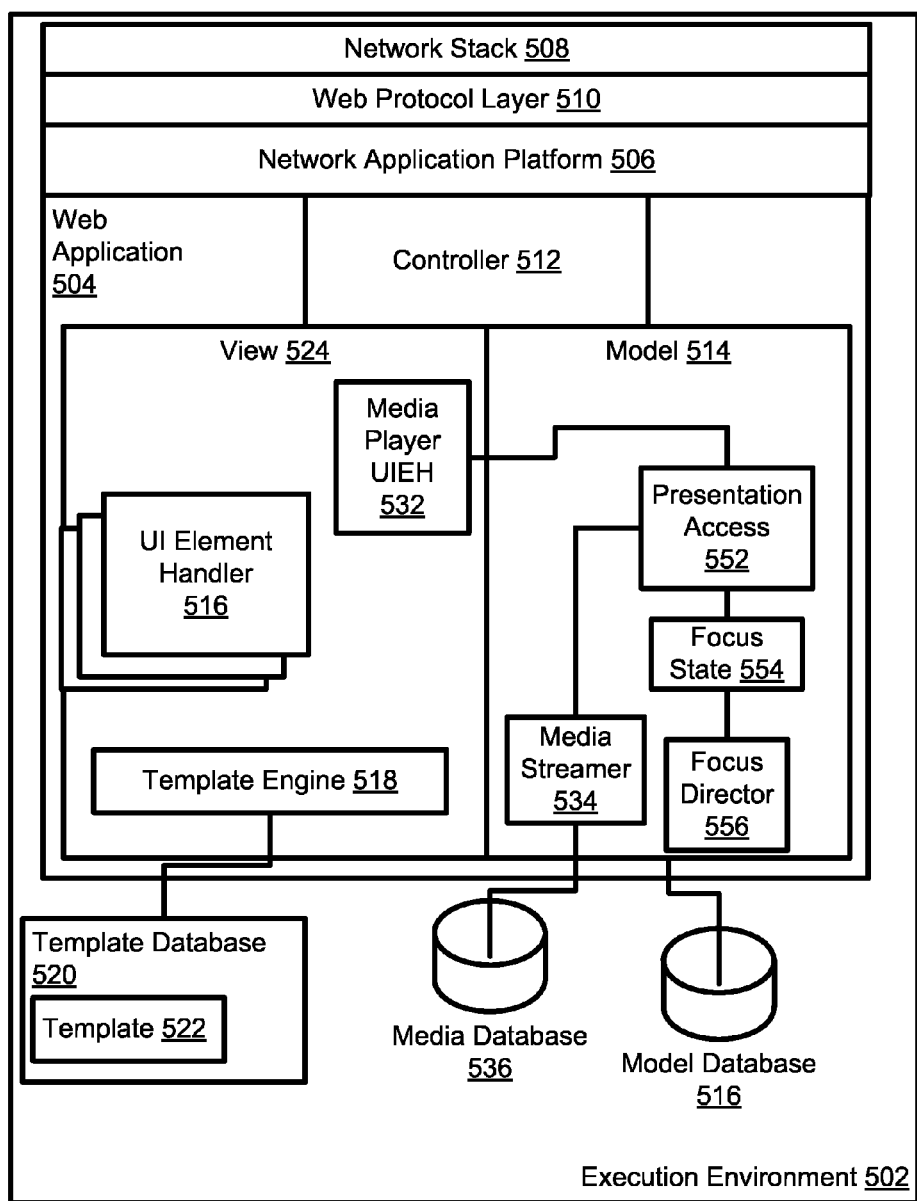 Network Stack 508
Web Protocol Layer 510
Network Application Platform 506
Web
Application
504
Controller 512
View 524
Model 514
Media
Player
UIEH
532
Presentation
Access
552
UI Element
Handler
516
Focus
State 554
Media
Streamer
534
Focus
Director
556
Template Engine 518
Template Database
520
Template 522
Media Database
536
Model Database
516
Execution Environment 502